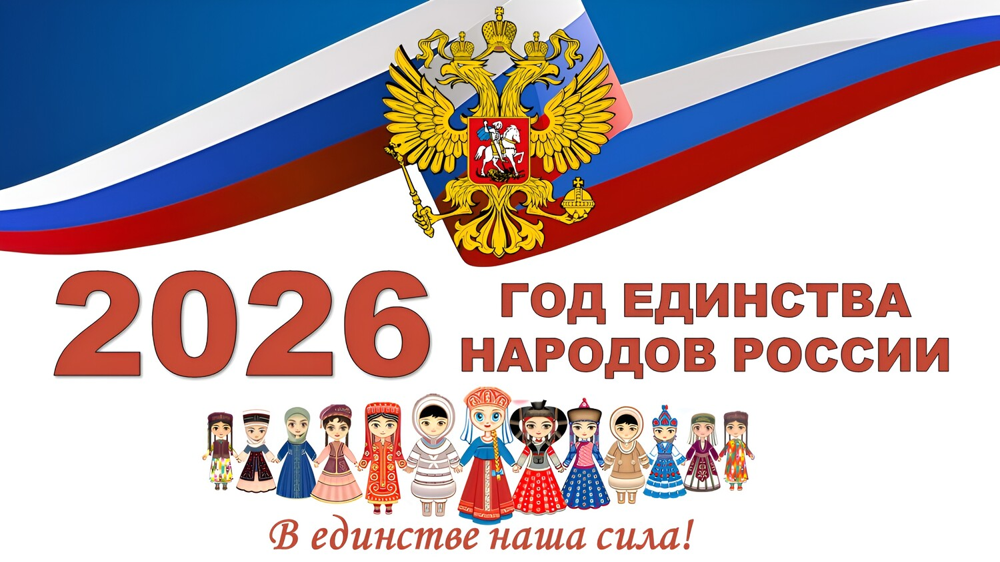 2026
ГОД ЕДИНСТВА
НАРОДОВ РОССИИ
В единстве наша сила!